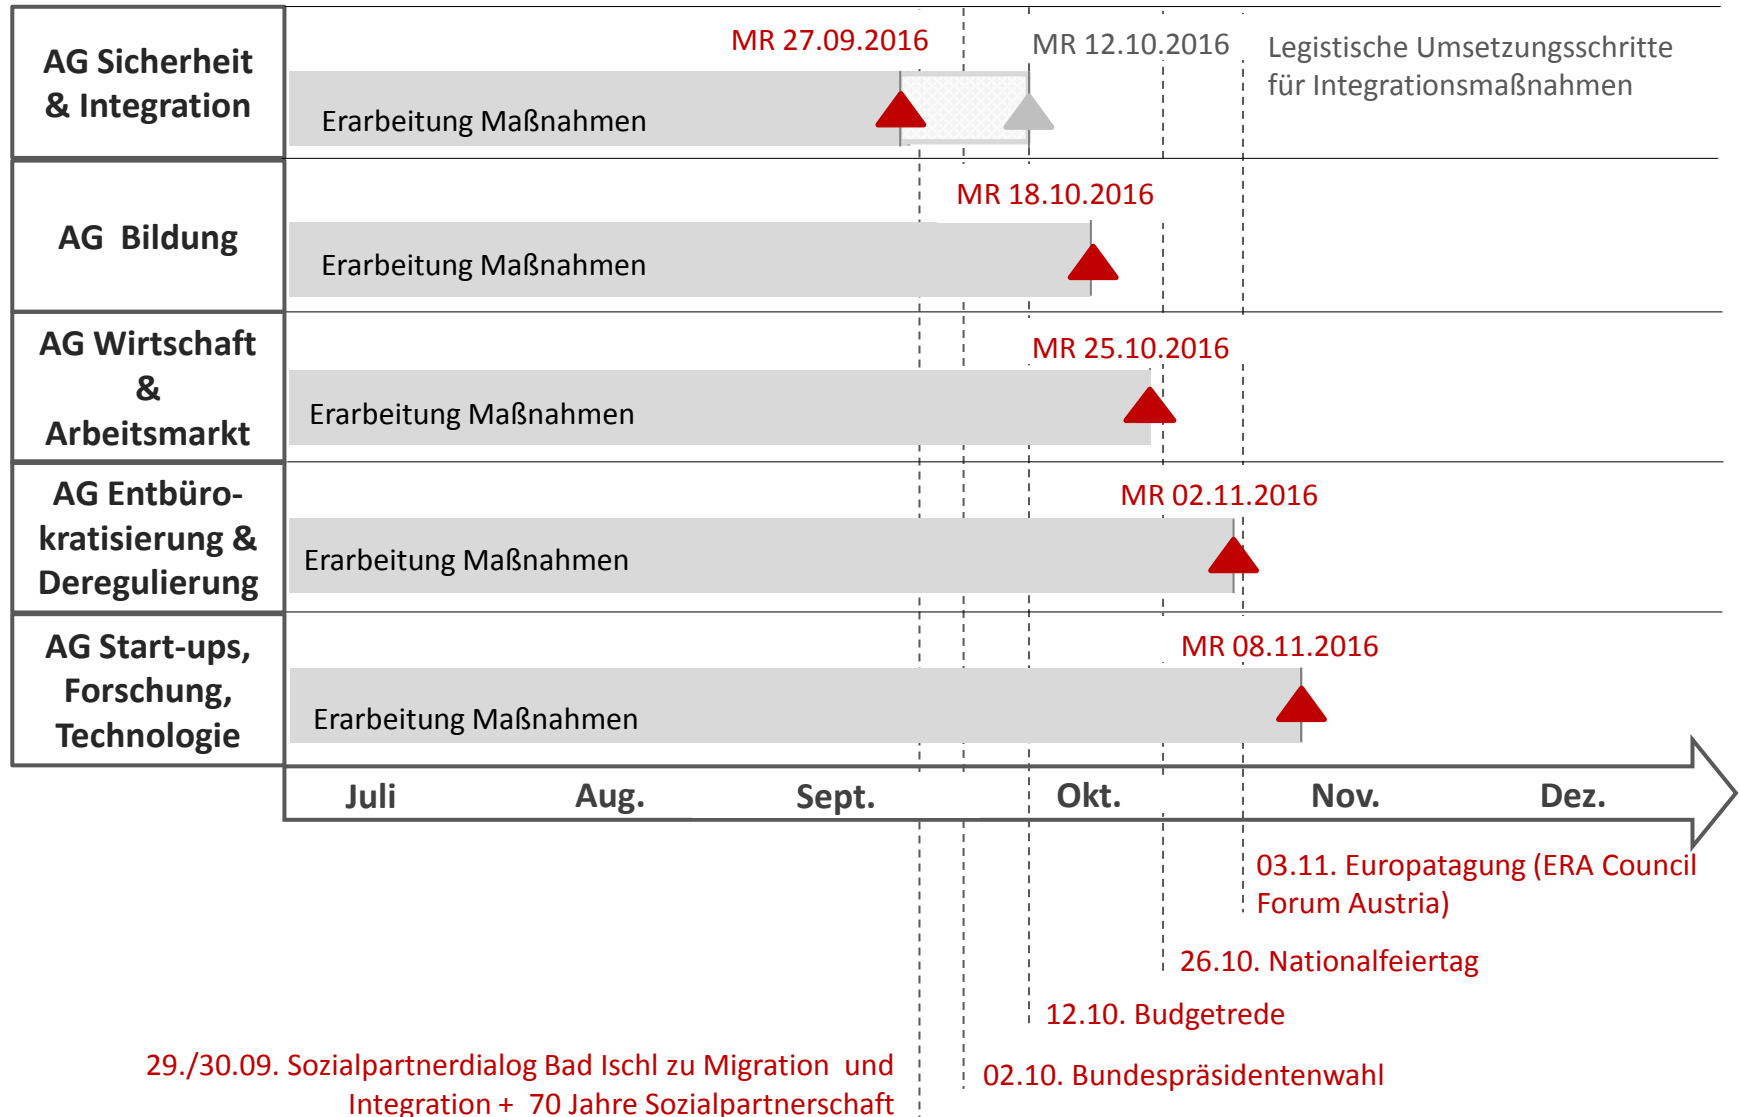 AG Sicherheit
& Integration
MR 27.09.2016
MR 12.10.2016
Legistische Umsetzungsschritte
für Integrationsmaßnahmen
Erarbeitung Maßnahmen
AG Bildung
MR 18.10.2016
Erarbeitung Maßnahmen
AG Wirtschaft
&
Arbeitsmarkt
MR 25.10.2016
Erarbeitung Maßnahmen
AG Entbüro-
kratisierung &
Deregulierung
MR 02.11.2016
Erarbeitung Maßnahmen
AG Start-ups,
Forschung,
Technologie
MR 08.11.2016
Erarbeitung Maßnahmen
Juli Aug. Sept. Okt. Nov. Dez.
03.11. Europatagung (ERA Council
Forum Austria)
26.10. Nationalfeiertag
12.10. Budgetrede
02.10. Bundespräsidentenwahl
29./30.09. Sozialpartnerdialog Bad Ischl zu Migration und
Integration + 70 Jahre Sozialpartnerschaft